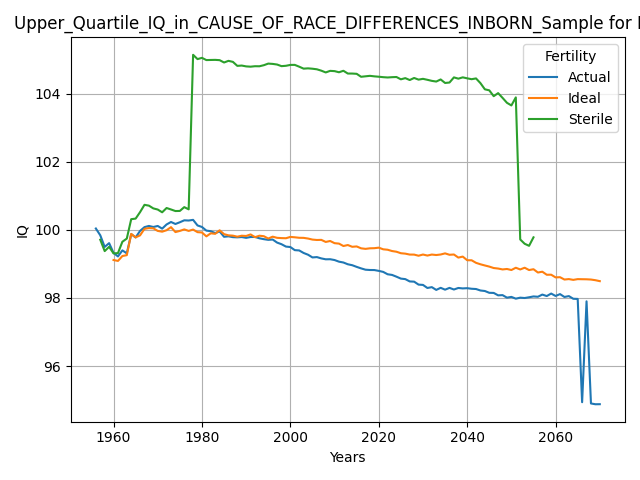 Upper_Quartile_IQ_in_CAUSE_OF_RACE_DIFFERENCES_INBORN_Sample for
Fertility
Actual
Ideal
Sterile
104
102
100
98
96
IQ
1960
1980
2000
2020
2040
2060
Years